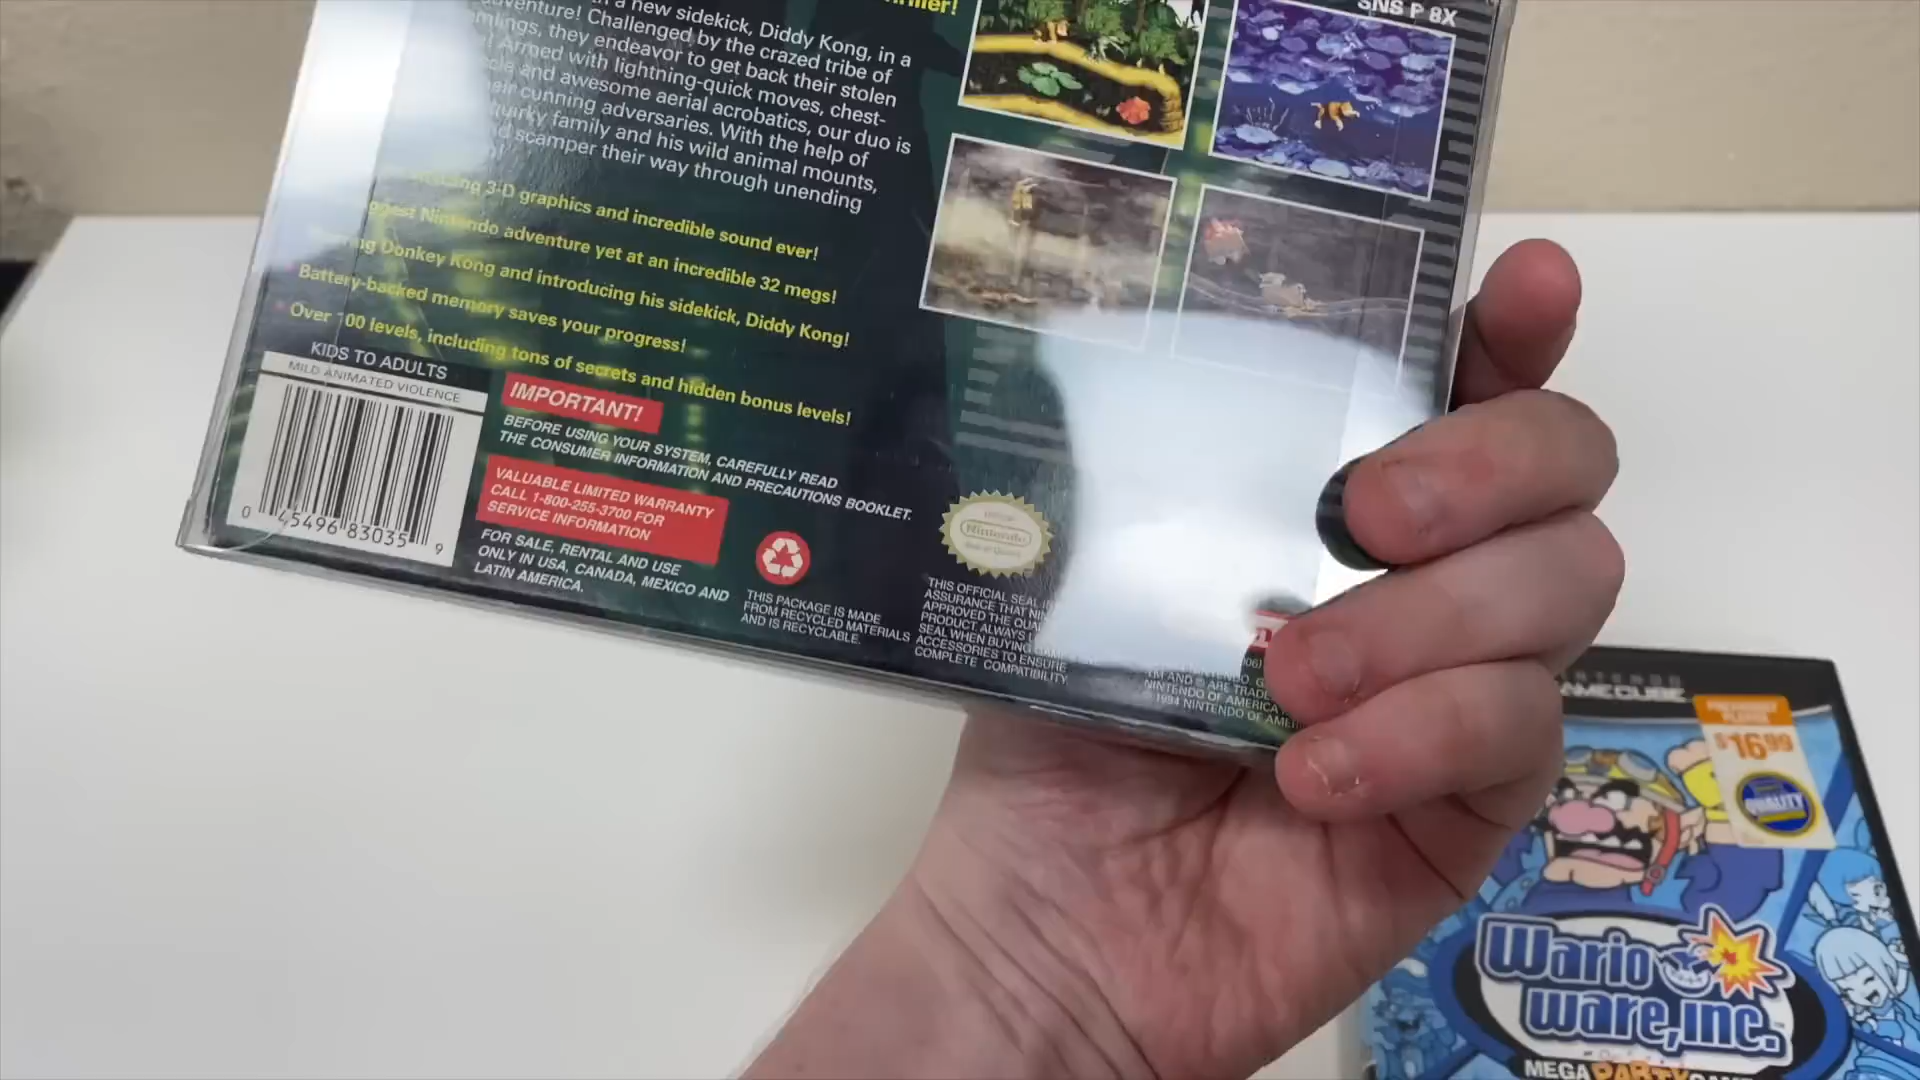 SNS P 8X
a new sidekick, Diddy Kong, in a
adventure! Challenged by the crazed tribe of
they endeavor to get back their stolen
Armed with lightning-quick moves, chest-
and awesome aerial acrobatics, our duo is
their cunning adversaries. With the help of
quirky family and his wild animal mounts,
scamper their way through unending
3-D graphics and incredible sound ever!
Nintendo adventure yet at an incredible 32 megs!
Donkey Kong and introducing his sidekick, Diddy Kong!
Battery-backed memory saves your progress!
Over 100 levels, including tons of secrets and hidden bonus levels!
KIDS TO ADULTS
MILD ANIMATED VIOLENCE
0 45496 83035 9
IMPORTANT!
BEFORE USING YOUR SYSTEM, CAREFULLY READ
THE CONSUMER INFORMATION AND PRECAUTIONS BOOKLET.
VALUABLE LIMITED WARRANTY
CALL 1-800-255-3700 FOR
SERVICE INFORMATION
FOR SALE, RENTAL AND USE
ONLY IN USA, CANADA, MEXICO AND
LATIN AMERICA.
THIS PACKAGE IS MADE
FROM RECYCLED MATERIALS
AND IS RECYCLABLE.
Nintendo
THIS OFFICIAL SEAL
ASSURANCE THAT
APPROVED THE
PRODUCT. ALWAYS
SEAL WHEN BUYING
ACCESSORIES TO ENSURE
COMPLETE COMPATIBILITY
TM AND ® ARE
NINTENDO OF AMERICA
1994 NINTENDO OF
GAMECUBE
$16.99
QUALITY
Wario
Ware, Inc.
MEGA PARTY